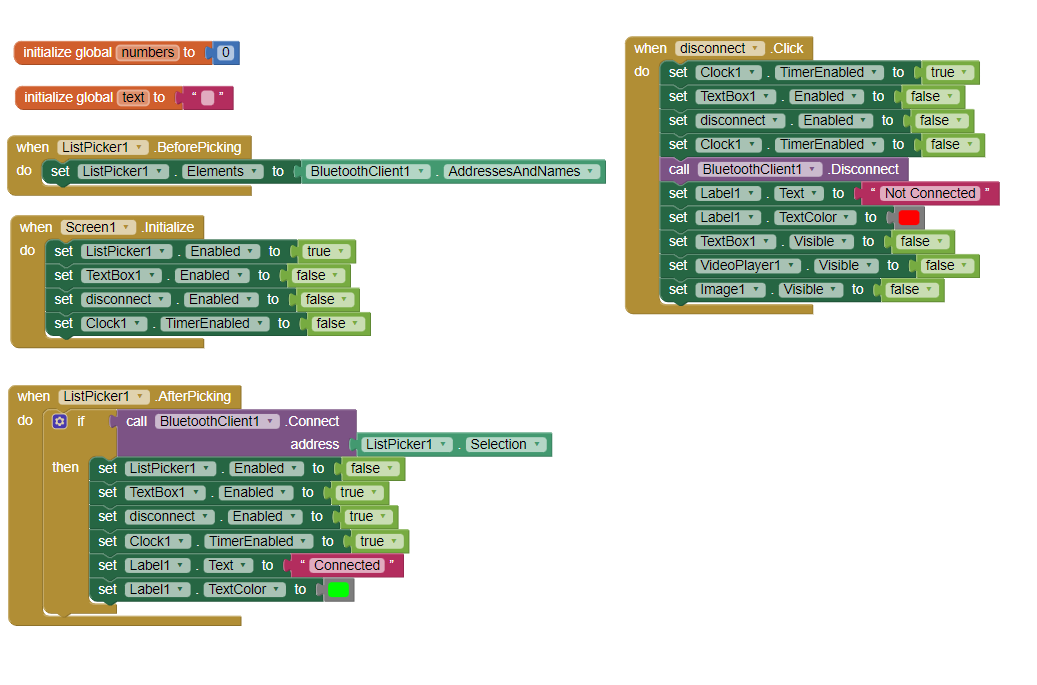 initialize global numbers to 0
initialize global text to “ ”
when ListPicker1 .BeforePicking
do set ListPicker1 . Elements to BluetoothClient1 . AddressesAndNames
when Screen1 .Initialize
do set ListPicker1 . Enabled to true
set TextBox1 . Enabled to false
set disconnect . Enabled to false
set Clock1 . TimerEnabled to false
when ListPicker1 .AfterPicking
do if call BluetoothClient1 .Connect
address ListPicker1 . Selection
then set ListPicker1 . Enabled to false
set TextBox1 . Enabled to true
set disconnect . Enabled to true
set Clock1 . TimerEnabled to true
set Label1 . Text to “ Connected ”
set Label1 . TextColor to
when disconnect .Click
do set Clock1 . TimerEnabled to true
set TextBox1 . Enabled to false
set disconnect . Enabled to false
set Clock1 . TimerEnabled to false
call BluetoothClient1 .Disconnect
set Label1 . Text to “ Not Connected ”
set Label1 . TextColor to
set TextBox1 . Visible to false
set VideoPlayer1 . Visible to false
set Image1 . Visible to false